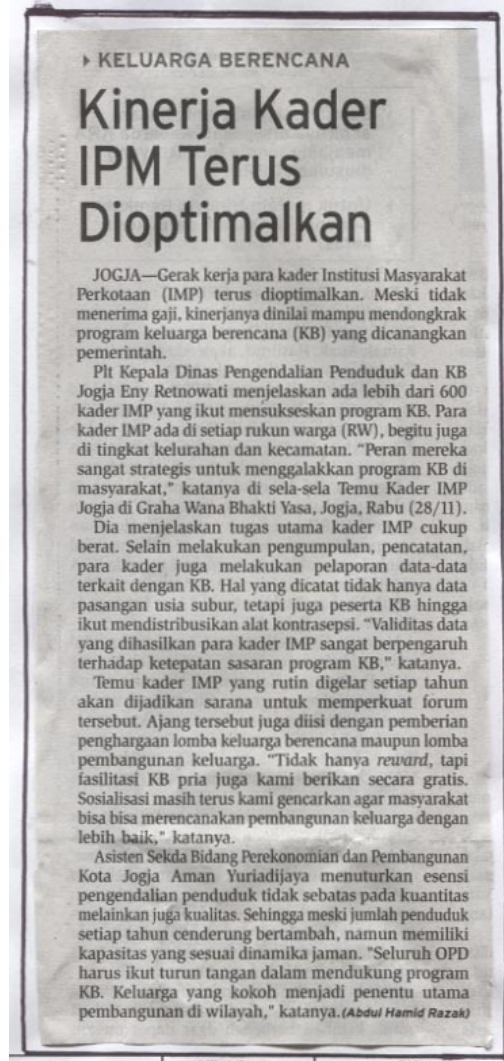 ▸ KELUARGA BERENCANA
Kinerja Kader
IPM Terus
Dioptimalkan
JOGJA—Gerak kerja para kader Institusi Masyarakat
Perkotaan (IMP) terus dioptimalkan. Meski tidak
menerima gaji, kinerjanya dinilai mampu mendongkrak
program keluarga berencana (KB) yang dicanangkan
pemerintah.
Plt Kepala Dinas Pengendalian Penduduk dan KB
Jogja Eny Retnowati menjelaskan ada lebih dari 600
kader IMP yang ikut mensukseskan program KB. Para
kader IMP ada di setiap rukun warga (RW), begitu juga
di tingkat kelurahan dan kecamatan. “Peran mereka
sangat strategis untuk menggalakkan program KB di
masyarakat,” katanya di sela-sela Temu Kader IMP
Jogja di Graha Wana Bhakti Yasa, Jogja, Rabu (28/11).
Dia menjelaskan tugas utama kader IMP cukup
berat. Selain melakukan pengumpulan, pencatatan,
para kader juga melakukan pelaporan data-data
terkait dengan KB. Hal yang dicatat tidak hanya data
pasangan usia subur, tetapi juga peserta KB hingga
ikut mendistribusikan alat kontrasepsi. “Validitas data
yang dihasilkan para kader IMP sangat berpengaruh
terhadap ketepatan sasaran program KB,” katanya.
Temu kader IMP yang rutin digelar setiap tahun
akan dijadikan sarana untuk memperkuat forum
tersebut. Ajang tersebut juga diisi dengan pemberian
penghargaan lomba keluarga berencana maupun lomba
pembangunan keluarga. “Tidak hanya reward, tapi
fasilitasi KB pria juga kami berikan secara gratis.
Sosialisasi masih terus kami gencarkan agar masyarakat
bisa bisa merencanakan pembangunan keluarga dengan
lebih baik,” katanya.
Asisten Sekda Bidang Perekonomian dan Pembangunan
Kota Jogja Aman Yuriadijaya menuturkan esensi
pengendalian penduduk tidak sebatas pada kuantitas
melainkan juga kualitas. Sehingga meski jumlah penduduk
setiap tahun cenderung bertambah, namun memiliki
kapasitas yang sesuai dinamika jaman. “Seluruh OPD
harus ikut turun tangan dalam mendukung program
KB. Keluarga yang kokoh menjadi penentu utama
pembangunan di wilayah,” katanya. (Abdul Hamid Razak)